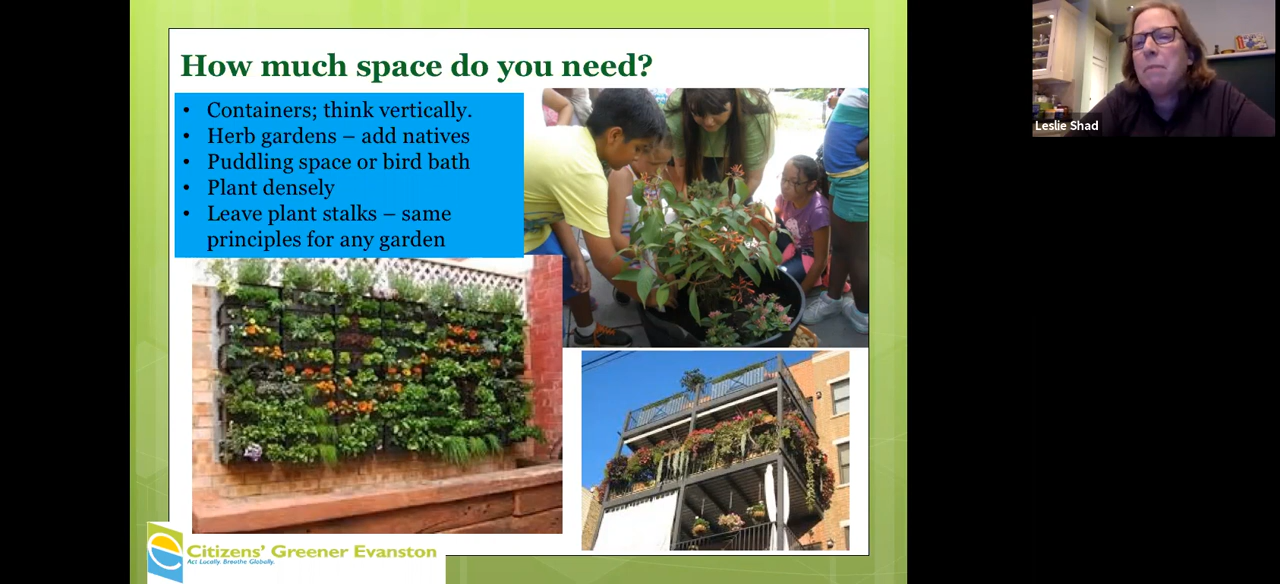 How much space do you need?
• Containers; think vertically.
• Herb gardens – add natives
• Puddling space or bird bath
• Plant densely
• Leave plant stalks – same
principles for any garden
Citizens' Greener Evanston
Act Locally. Breathe Globally.
Leslie Shad